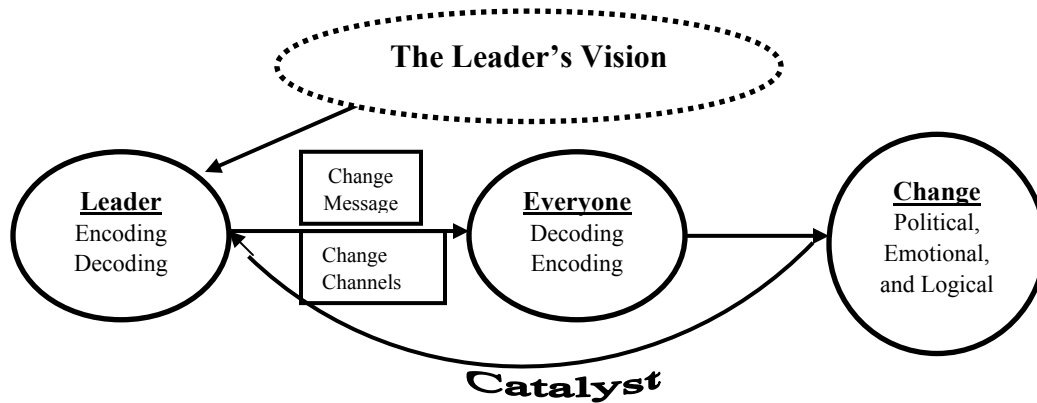 The Leader’s Vision
Leader
Encoding
Decoding
Change
Message
Change
Channels
Everyone
Decoding
Encoding
Change
Political,
Emotional,
and Logical
Catalyst